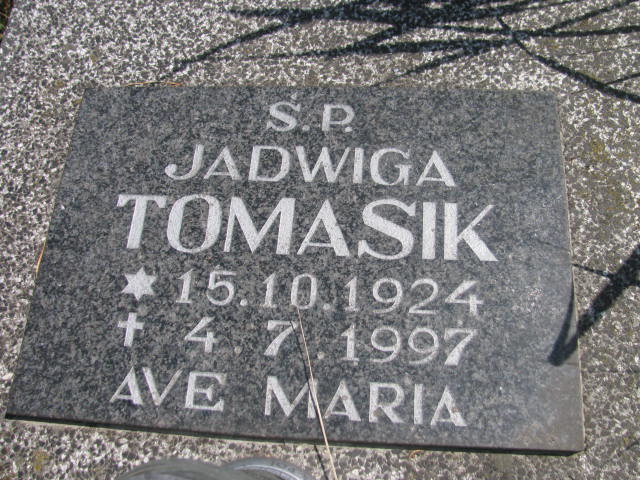 S.P.
JADWIGA
TOMASIK
15.10.1924
4.7.1997
AVE MARIA